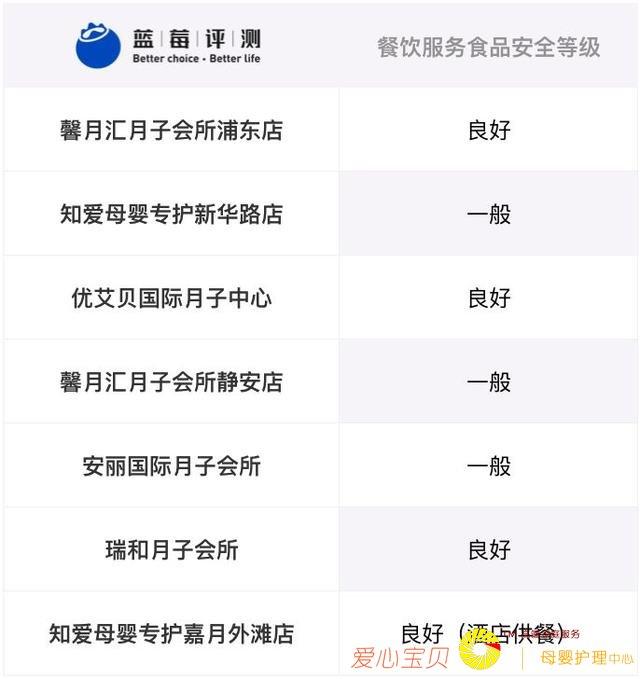 蓝莓评测
Better choice · Better life
餐饮服务食品安全等级
馨月汇月子会所浦东店
良好
知爱母婴专护新华路店
一般
优艾贝国际月子中心
良好
馨月汇月子会所静安店
一般
安丽国际月子会所
一般
瑞和月子会所
良好
知爱母婴专护嘉月外滩店
良好（酒店供餐）
爱心宝贝
母婴护理中心